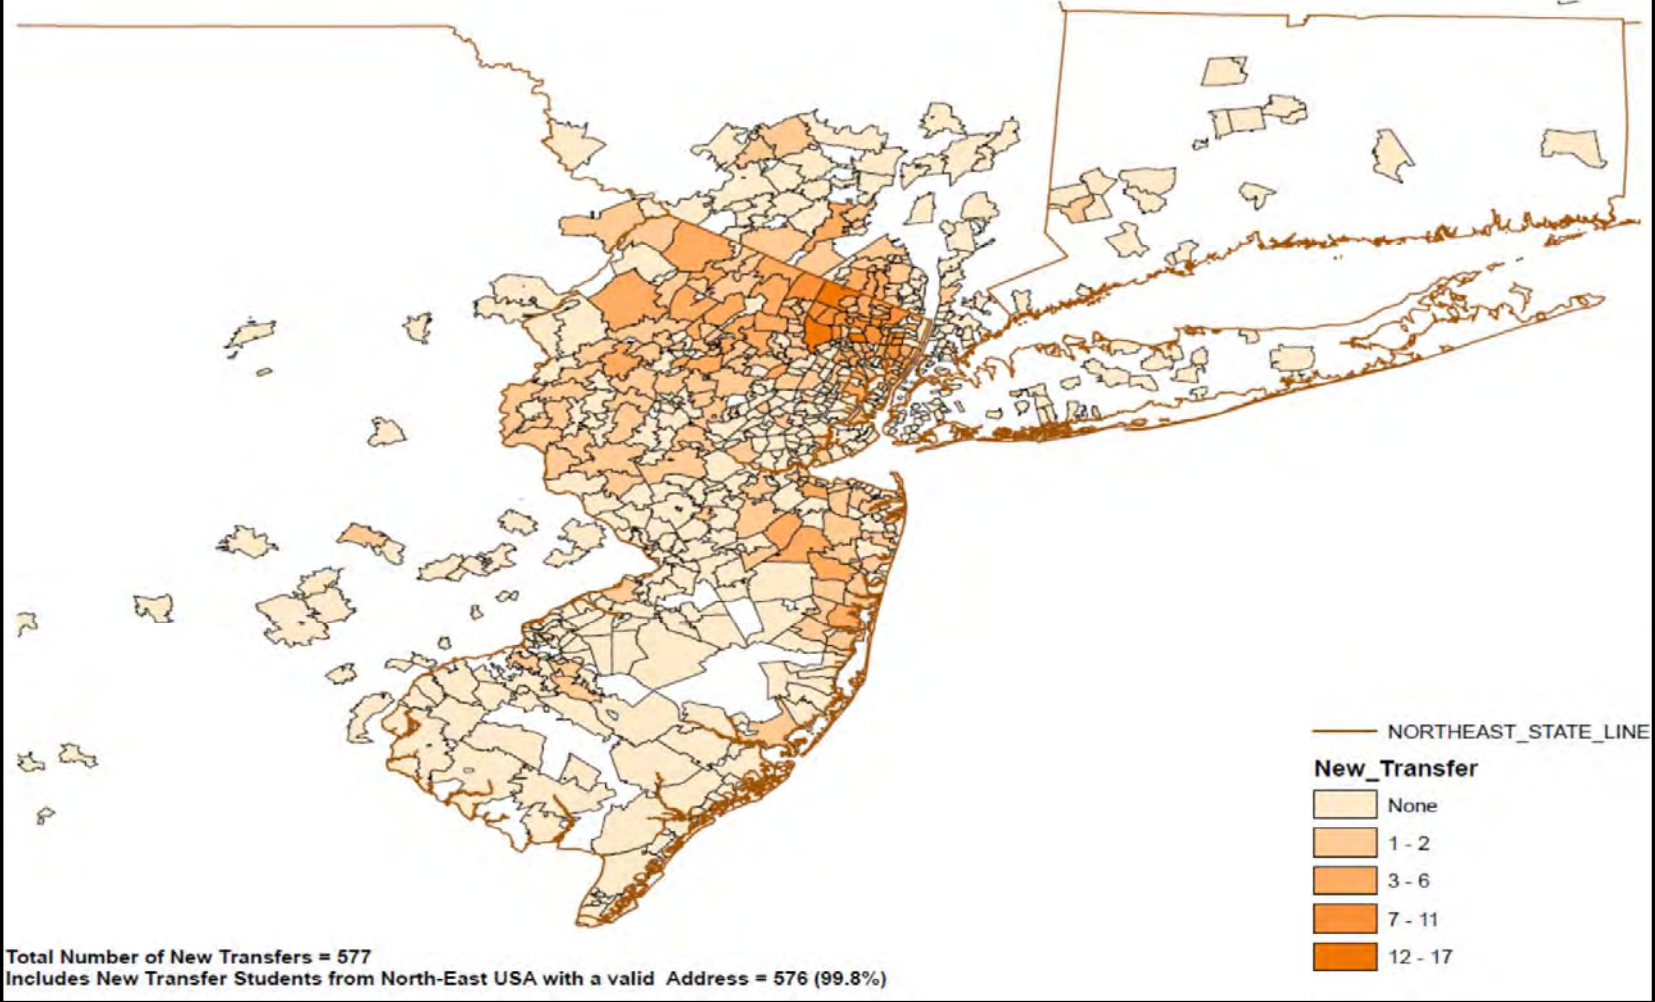 NORTHEAST_STATE_LINE
New_Transfer
None
1 - 2
3 - 6
7 - 11
12 - 17
Total Number of New Transfers = 577
Includes New Transfer Students from North-East USA with a valid  Address = 576 (99.8%)